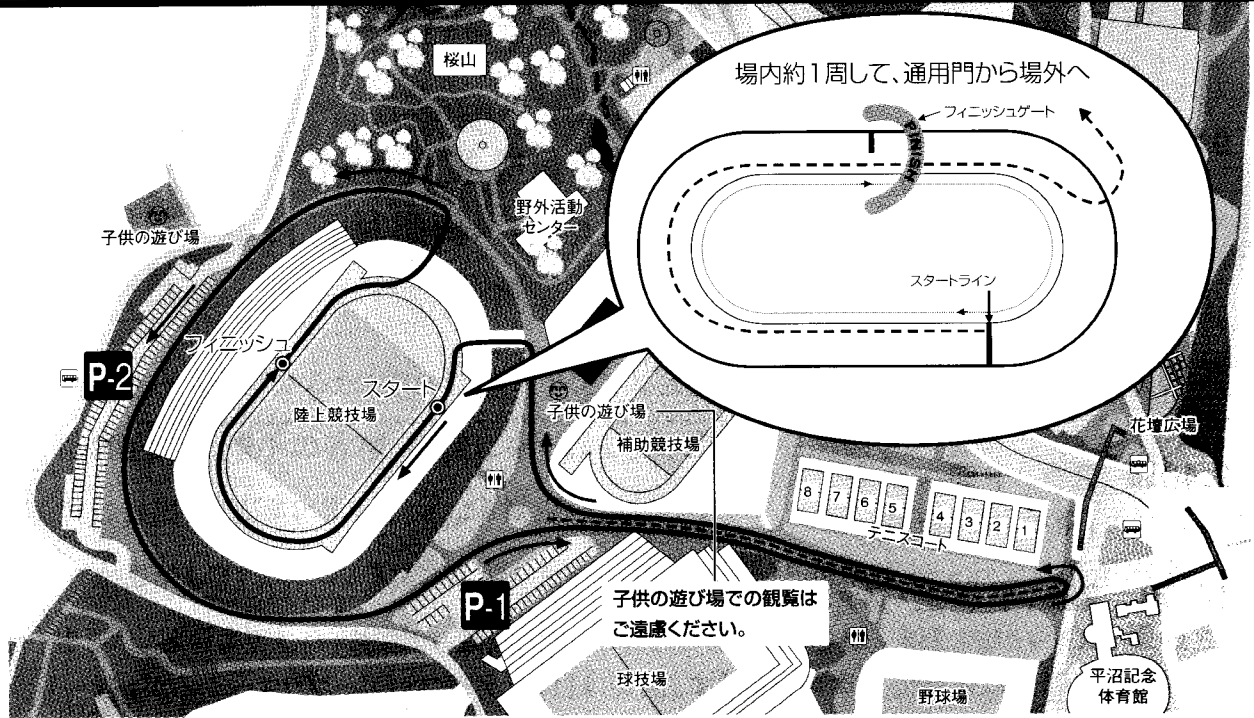 桜山
場内約1周して、通用門から場外へ
フィニッシュゲート
FINISH
野外活動
センター
子供の遊び場
スタートライン
P-2
フィニッシュ
スタート
陸上競技場
子供の遊び場
補助競技場
花壇広場
8
7
6
5
4
3
2
1
テニスコート
P-1
子供の遊び場での観覧は
ご遠慮ください。
球技場
野球場
平沼記念
体育館